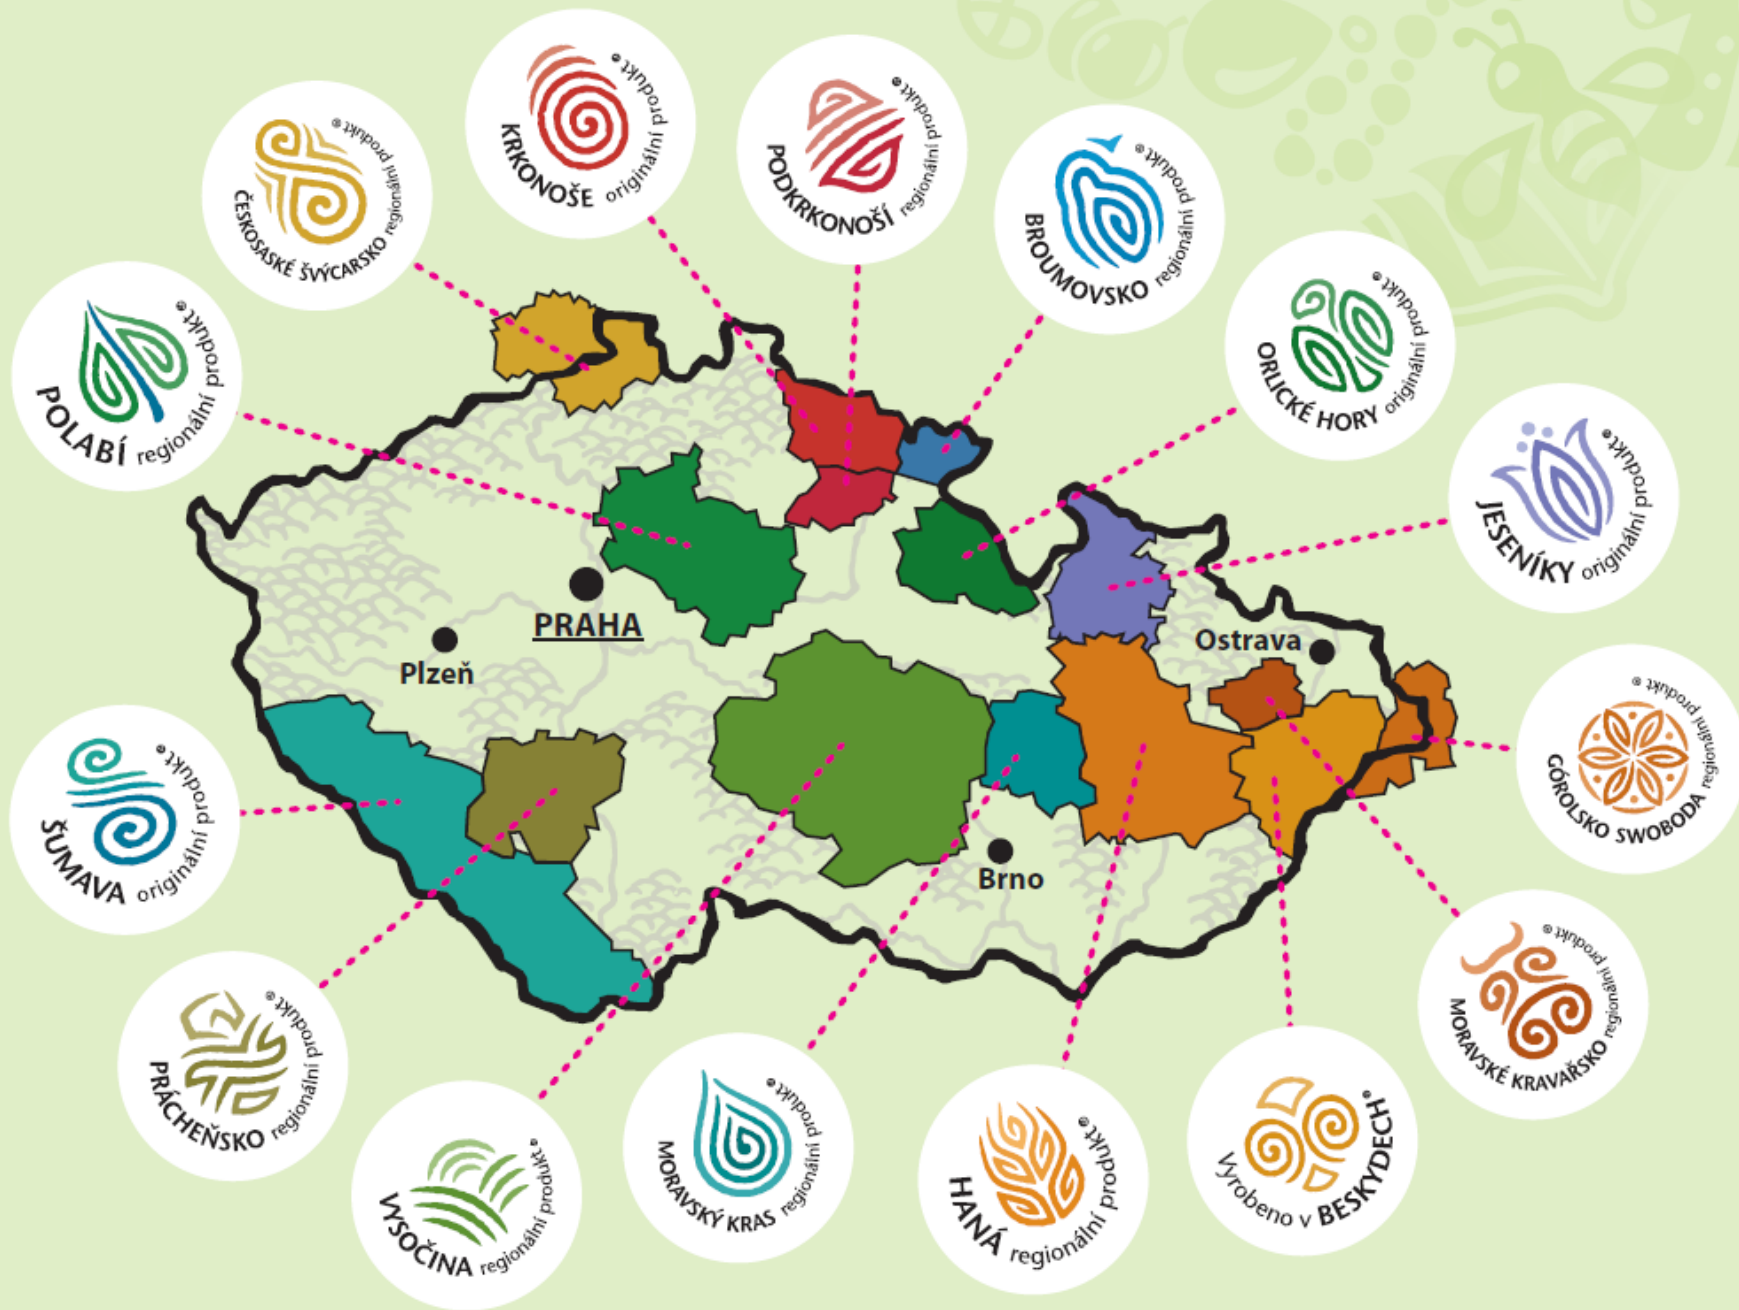 KRKONOŠE originální produkt®
PODKRKONOŠÍ regionální produkt®
ČESKOSASKÉ ŠVÝCARSKO regionální produkt®
BROUMOVSKO regionální produkt®
ORLICKÉ HORY originální produkt®
POLABÍ regionální produkt®
JESENÍKY originální produkt®
PRAHA
Plzeň
Ostrava
Brno
GÓROLSKO SWOBODA regionální produkt®
ŠUMAVA originální produkt®
MORAVSKÉ KRAVAŘSKO regionální produkt®
PRÁCHEŇSKO regionální produkt®
VYSOČINA regionální produkt®
MORAVSKÝ KRAS regionální produkt®
HANÁ regionální produkt®
Vyrobeno v BESKYDECH®